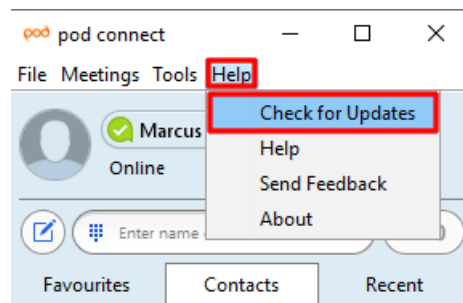 pod pod connect
File Meetings Tools Help
Check for Updates
Marcus
Help
Online
Send Feedback
About
Enter name
Favourites Contacts Recent